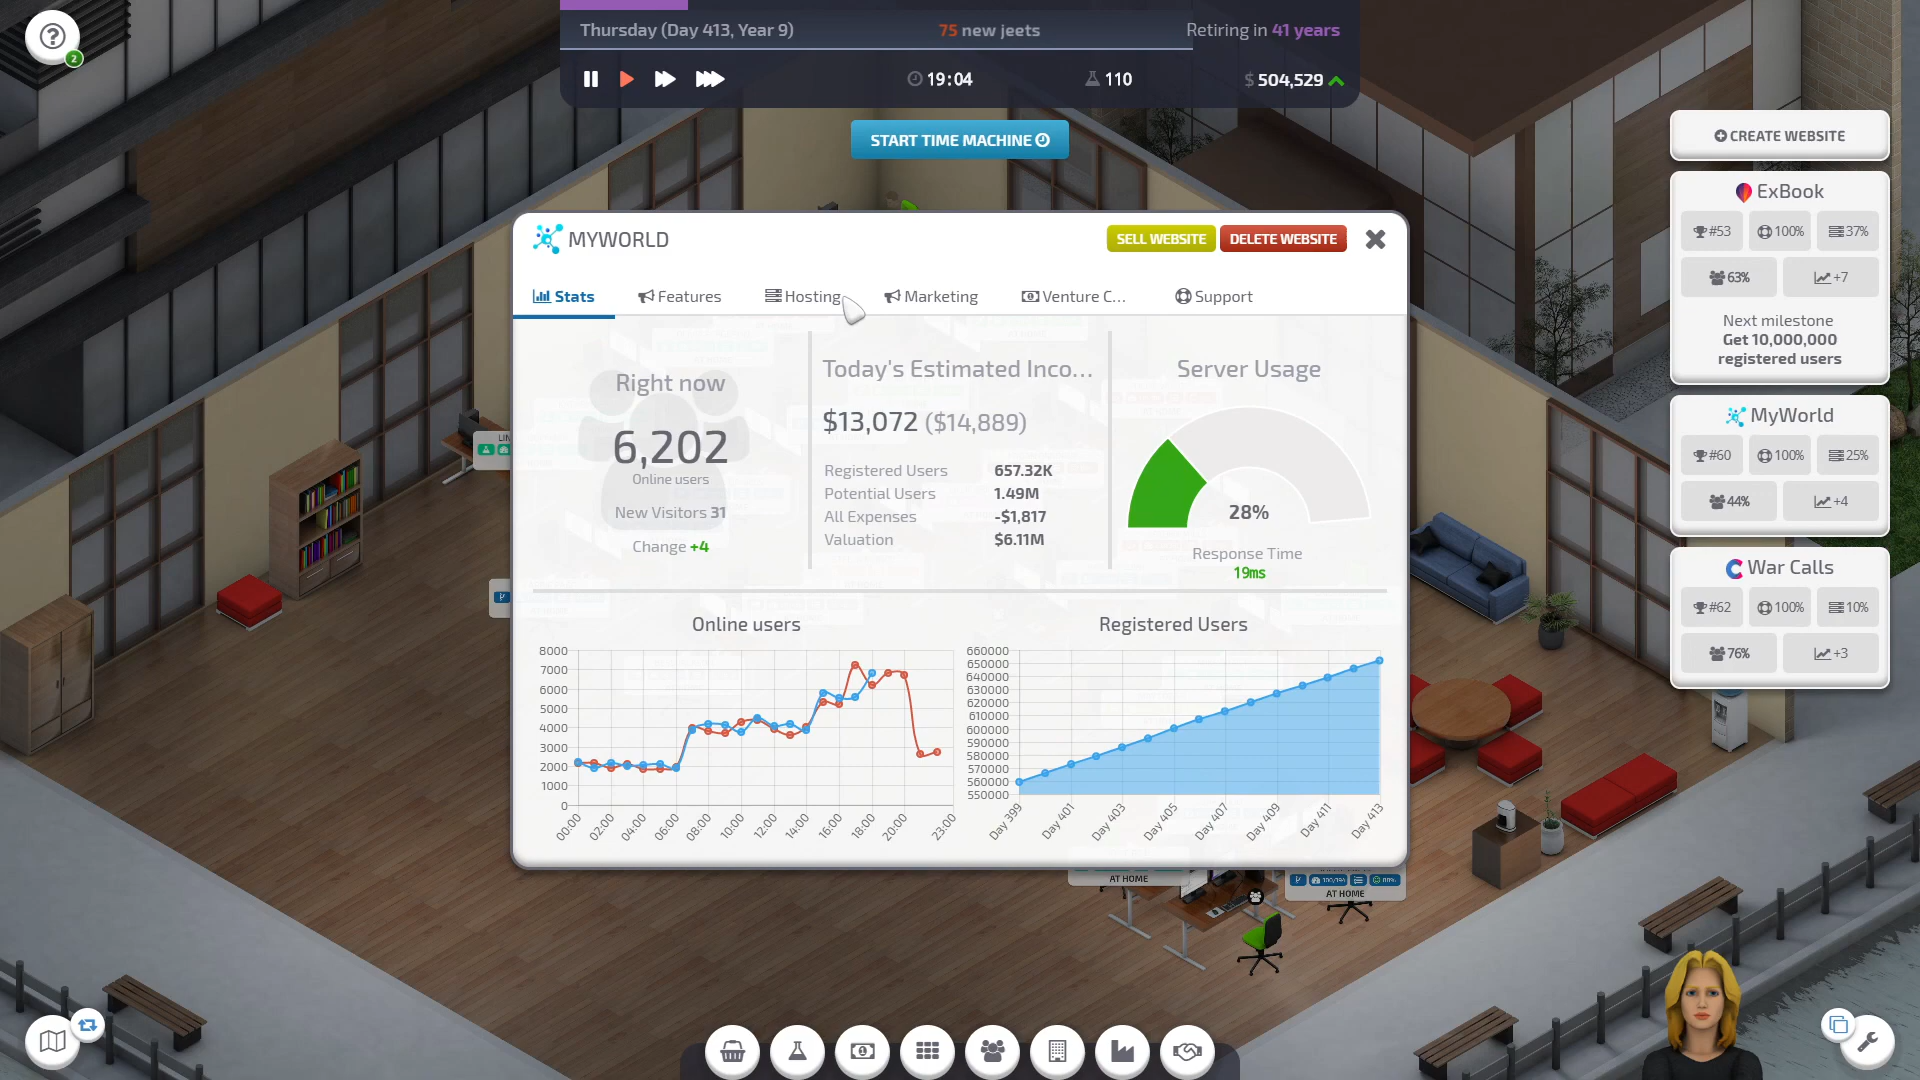 Thursday (Day 413, Year 9)
75 new jeets
Retiring in 41 years
19:04
110
$ 504,529
START TIME MACHINE
2
CREATE WEBSITE
ExBook
#53
100%
37%
63%
+7
Next milestone
Get 10,000,000
registered users
MyWorld
#60
100%
25%
44%
+4
War Calls
#62
100%
10%
76%
+3
MYWORLD
SELL WEBSITE
DELETE WEBSITE
Stats
Features
Hosting
Marketing
Venture C...
Support
Right now
6,202
Online users
New Visitors 31
Change +4
Today's Estimated Inco...
$13,072 ($14,889)
Registered Users 657.32K
Potential Users 1.49M
All Expenses -$1,817
Valuation $6.11M
Server Usage
28%
Response Time
19ms
Online users
8000
7000
6000
5000
4000
3000
2000
1000
0
00:00
02:00
04:00
06:00
08:00
10:00
12:00
14:00
16:00
18:00
20:00
23:00
Registered Users
660000
650000
640000
630000
620000
610000
600000
590000
580000
570000
560000
550000
Day 399
Day 401
Day 403
Day 405
Day 407
Day 409
Day 411
Day 413
AT HOME
AT HOME